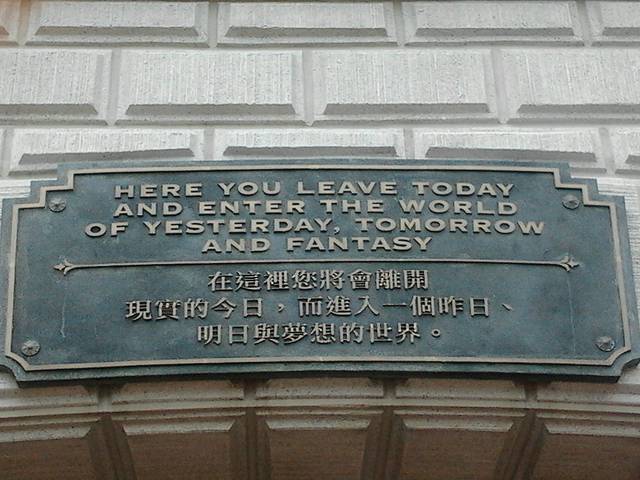 HERE YOU LEAVE TODAY
AND ENTER THE WORLD
OF YESTERDAY, TOMORROW
AND FANTASY
在這裡您將會離開
現實的今日，而進入一個昨日、
明日與夢想的世界。